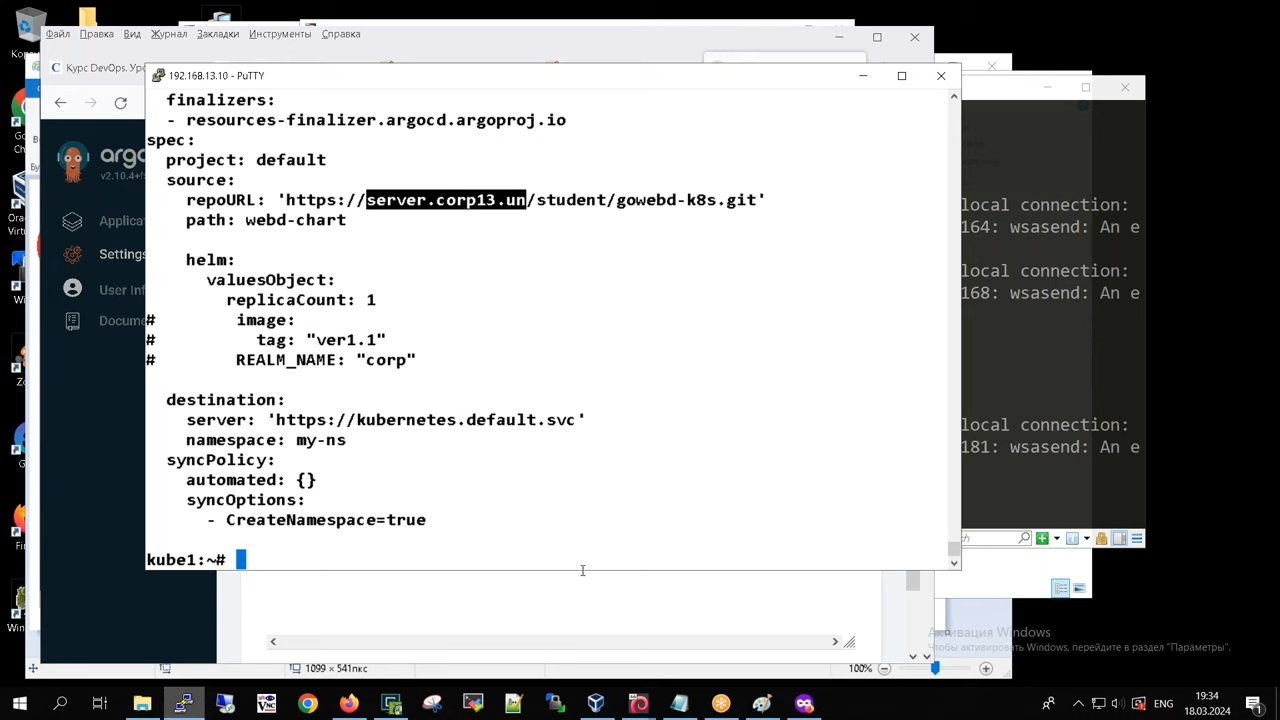 Файл Правка Вид Журнал Закладки Инструменты Справка
Курс DevOps. Ур
192.168.13.10 - PuTTY
finalizers:
- resources-finalizer.argocd.argoproj.io
spec:
project: default
source:
repoURL: 'https://server.corp13.un/student/gowebd-k8s.git'
path: webd-chart
helm:
valuesObject:
replicaCount: 1
# image:
# tag: "ver1.1"
# REALM_NAME: "corp"
destination:
server: 'https://kubernetes.default.svc'
namespace: my-ns
syncPolicy:
automated: {}
syncOptions:
- CreateNamespace=true
kube1:~#
argo
v2.10.4+f
Applicat
Settings
User Inf
Docume
local connection:
164: wsasend: An e
local connection:
168: wsasend: An e
local connection:
181: wsasend: An e
Активация Windows
Чтобы активировать Windows, перейдите в раздел "Параметры".
1099 × 541пкс
100%
ENG
19:34
18.03.2024